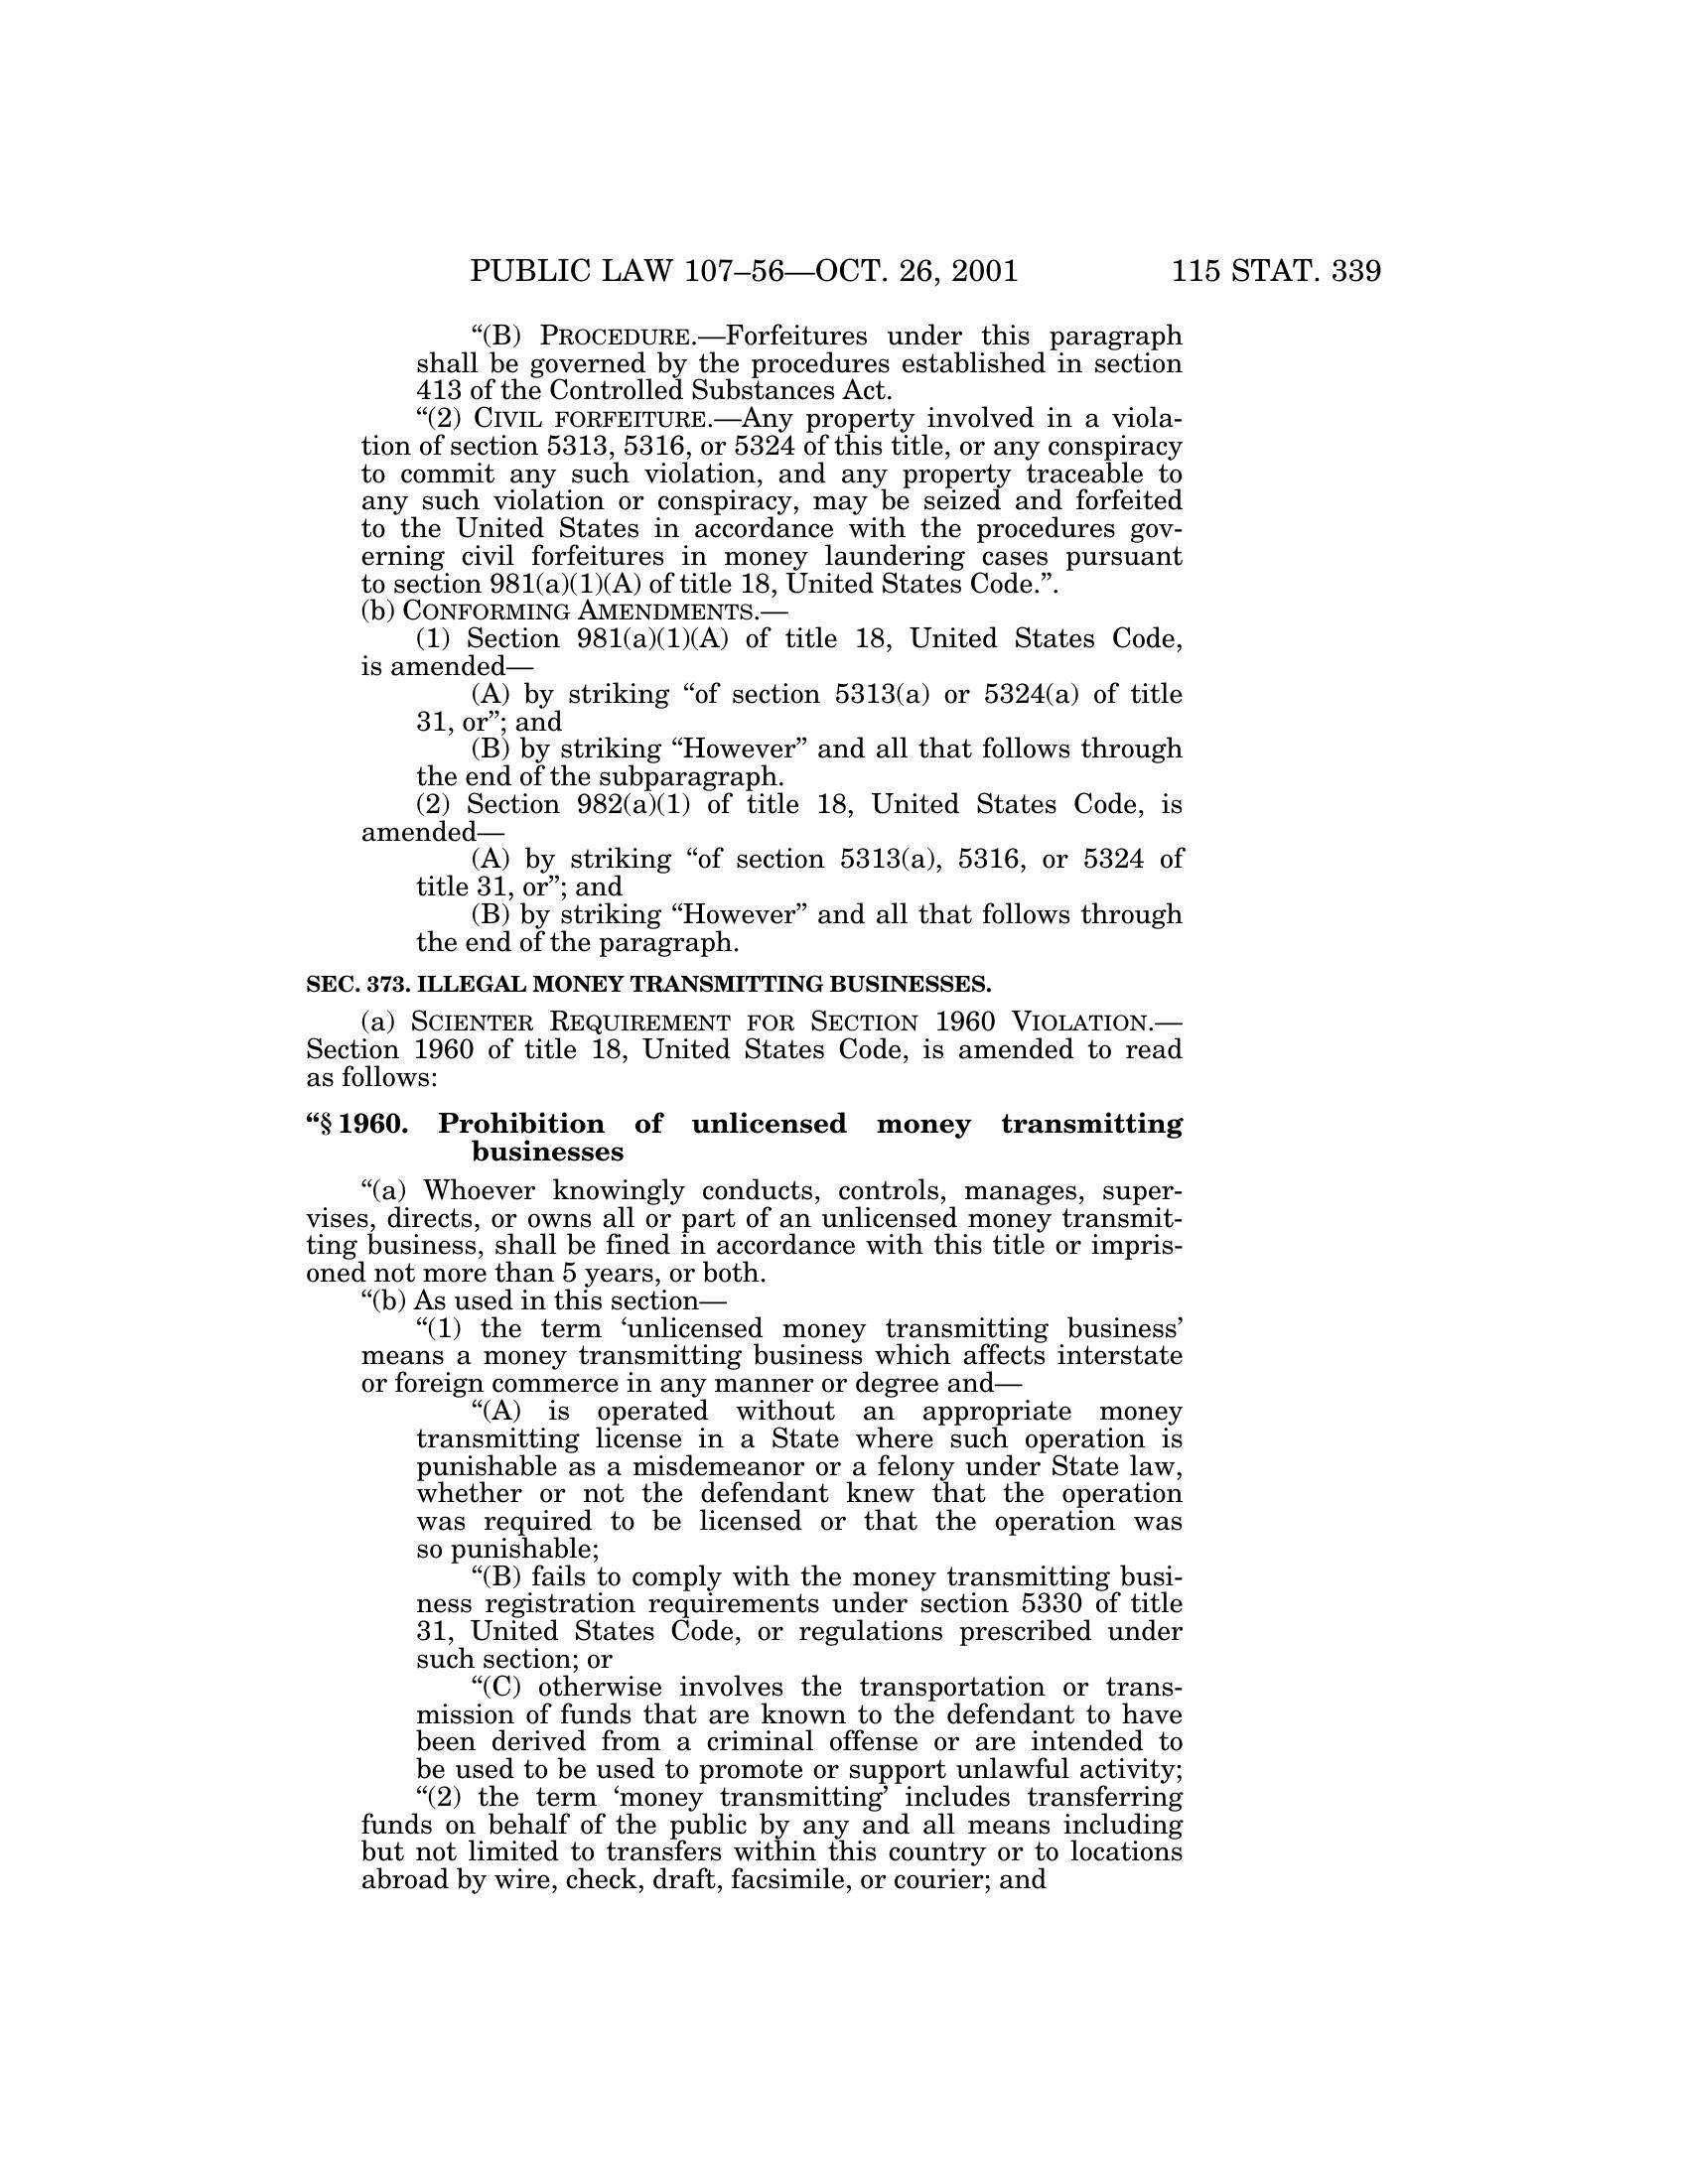 PUBLIC LAW 107–56—OCT. 26, 2001 115 STAT. 339
“(B) PROCEDURE.—Forfeitures under this paragraph
shall be governed by the procedures established in section
413 of the Controlled Substances Act.
“(2) CIVIL FORFEITURE.—Any property involved in a viola-
tion of section 5313, 5316, or 5324 of this title, or any conspiracy
to commit any such violation, and any property traceable to
any such violation or conspiracy, may be seized and forfeited
to the United States in accordance with the procedures gov-
erning civil forfeitures in money laundering cases pursuant
to section 981(a)(1)(A) of title 18, United States Code.”.
(b) CONFORMING AMENDMENTS.—
(1) Section 981(a)(1)(A) of title 18, United States Code,
is amended—
(A) by striking “of section 5313(a) or 5324(a) of title
31, or”; and
(B) by striking “However” and all that follows through
the end of the subparagraph.
(2) Section 982(a)(1) of title 18, United States Code, is
amended—
(A) by striking “of section 5313(a), 5316, or 5324 of
title 31, or”; and
(B) by striking “However” and all that follows through
the end of the paragraph.
SEC. 373. ILLEGAL MONEY TRANSMITTING BUSINESSES.
(a) SCIENTER REQUIREMENT FOR SECTION 1960 VIOLATION.—
Section 1960 of title 18, United States Code, is amended to read
as follows:
“§ 1960. Prohibition of unlicensed money transmitting
businesses
“(a) Whoever knowingly conducts, controls, manages, super-
vises, directs, or owns all or part of an unlicensed money transmit-
ting business, shall be fined in accordance with this title or impris-
oned not more than 5 years, or both.
“(b) As used in this section—
“(1) the term ‘unlicensed money transmitting business’
means a money transmitting business which affects interstate
or foreign commerce in any manner or degree and—
“(A) is operated without an appropriate money
transmitting license in a State where such operation is
punishable as a misdemeanor or a felony under State law,
whether or not the defendant knew that the operation
was required to be licensed or that the operation was
so punishable;
“(B) fails to comply with the money transmitting busi-
ness registration requirements under section 5330 of title
31, United States Code, or regulations prescribed under
such section; or
“(C) otherwise involves the transportation or trans-
mission of funds that are known to the defendant to have
been derived from a criminal offense or are intended to
be used to be used to promote or support unlawful activity;
“(2) the term ‘money transmitting’ includes transferring
funds on behalf of the public by any and all means including
but not limited to transfers within this country or to locations
abroad by wire, check, draft, facsimile, or courier; and